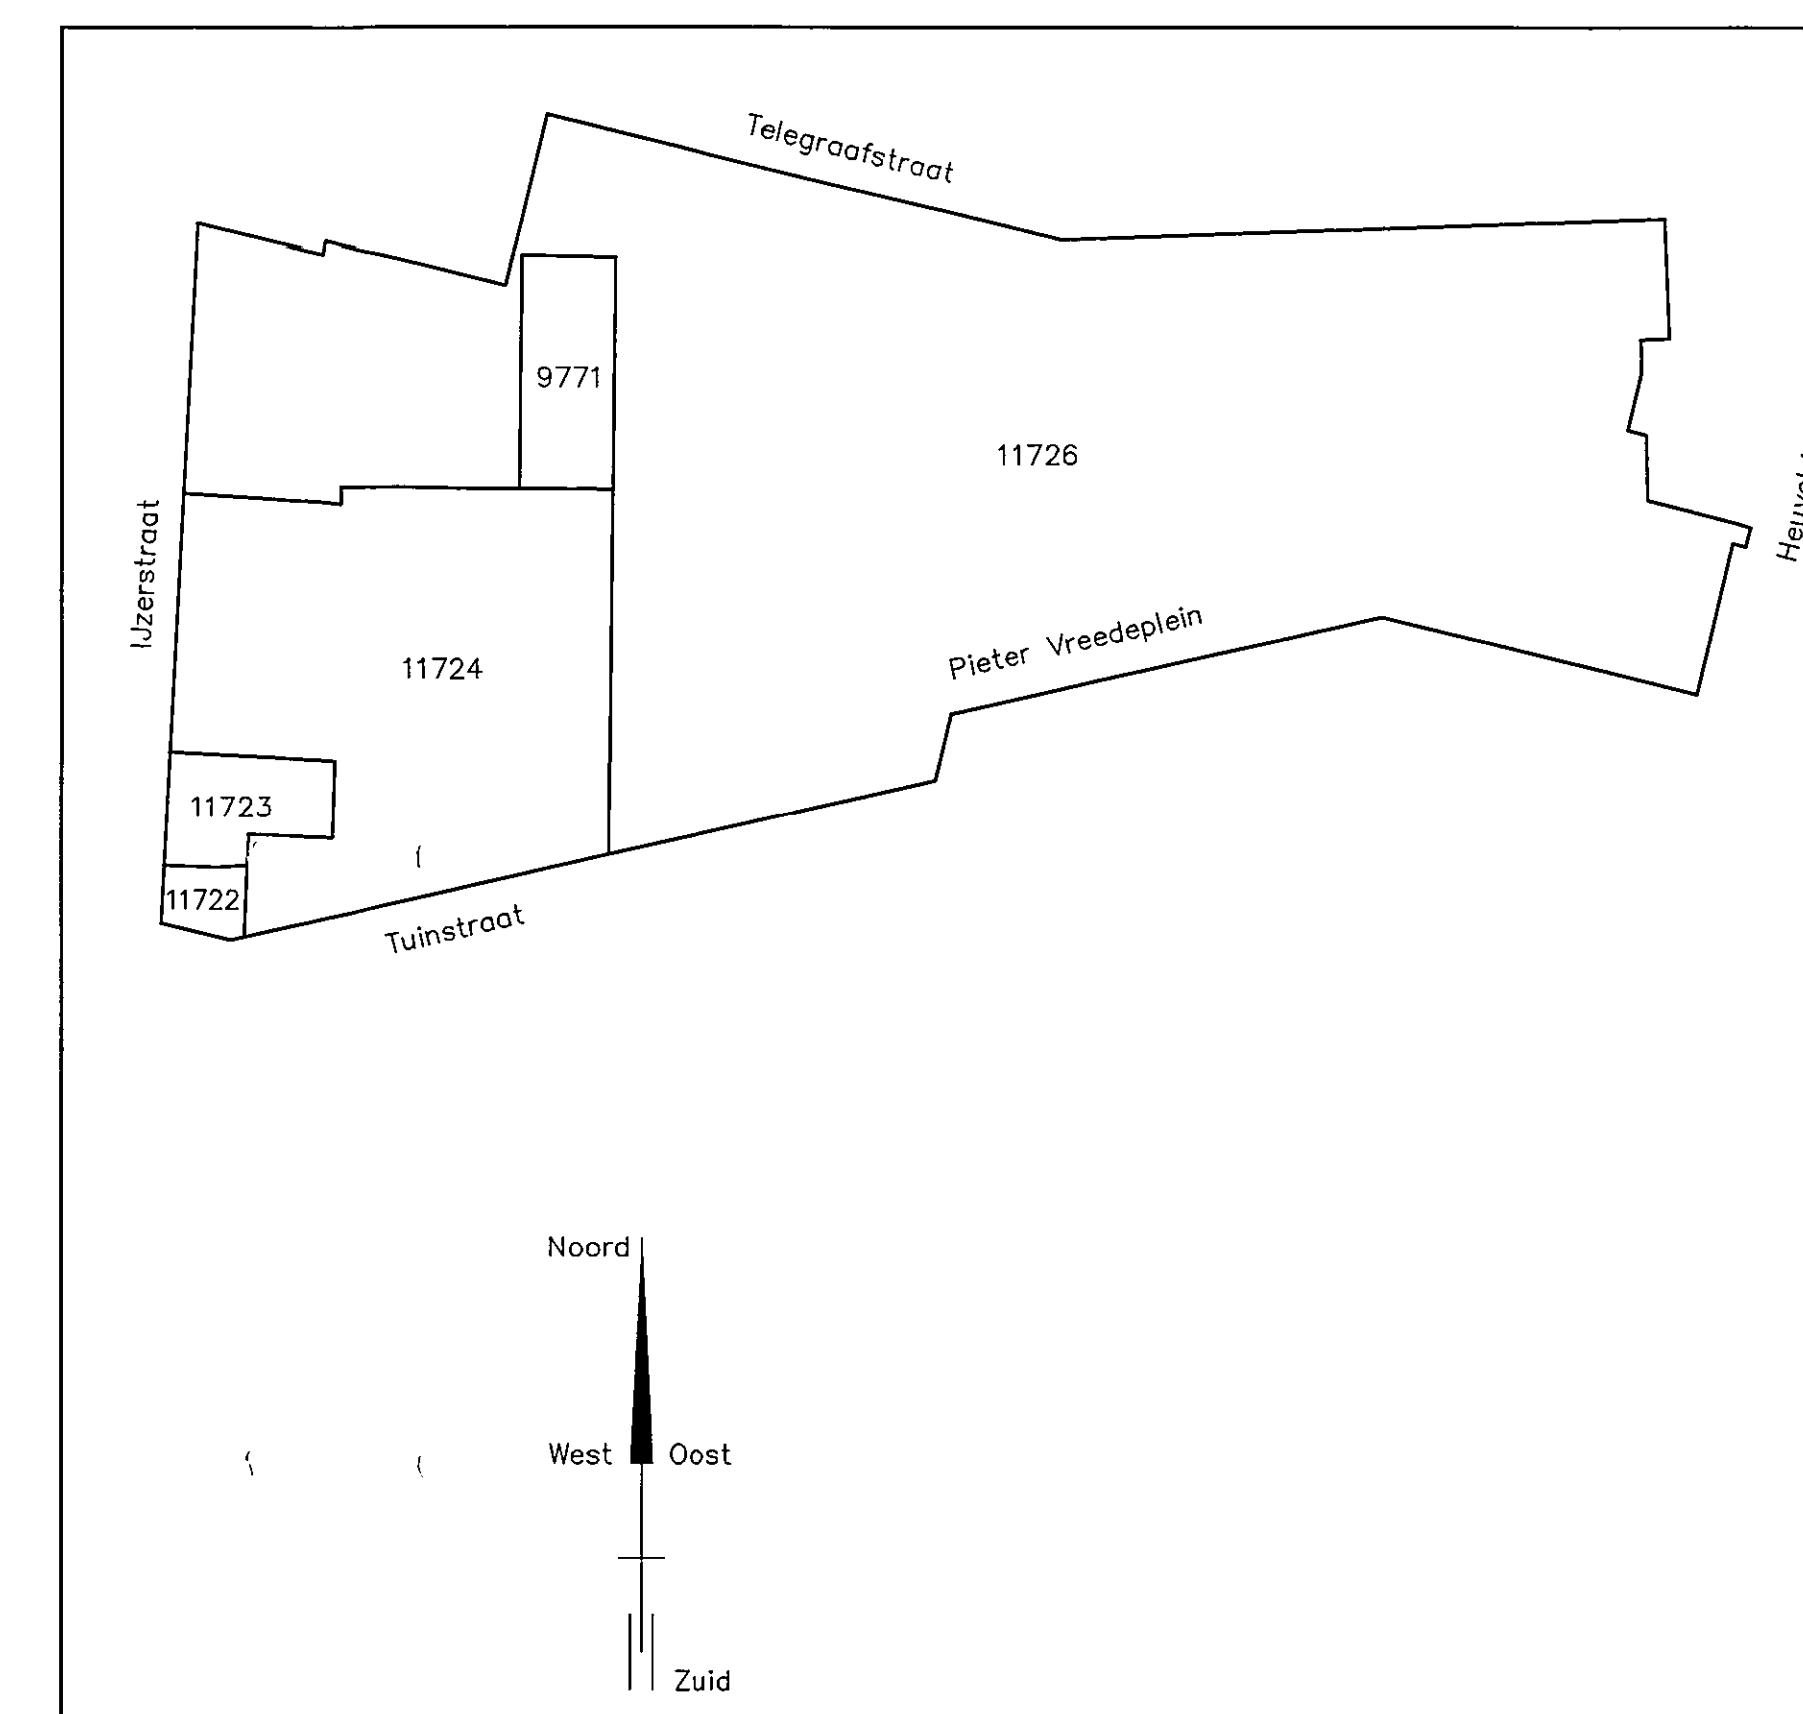 Telegraafstraat
9771
11726
IJzerstraat
Pieter Vreedeplein
11724
11723
11722
Tuinstraat
Noord
West Oost
Zuid